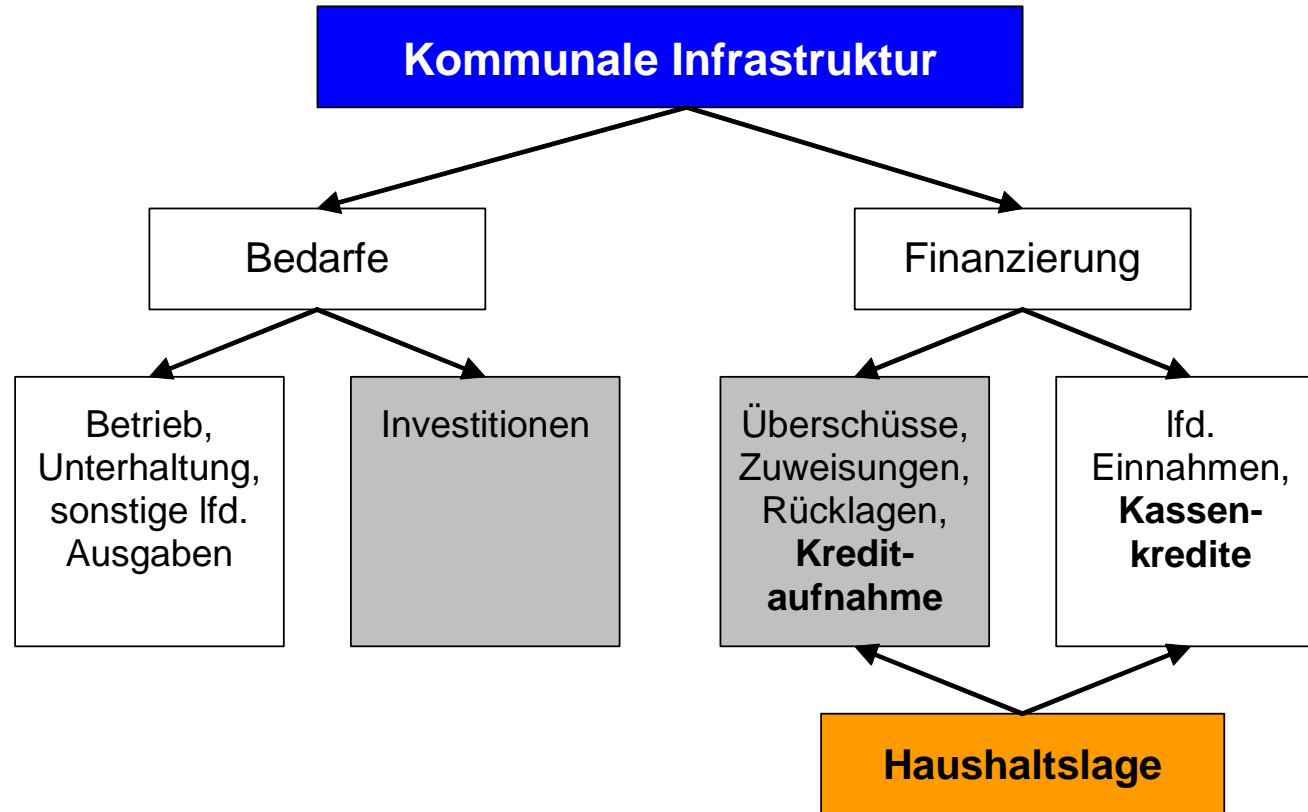 Kommunale Infrastruktur
Bedarfe
Finanzierung
Betrieb,
Unterhaltung,
sonstige lfd.
Ausgaben
Investitionen
Überschüsse,
Zuweisungen,
Rücklagen,
Kredit-
aufnahme
lfd.
Einnahmen,
Kassen-
kredite
Haushaltslage